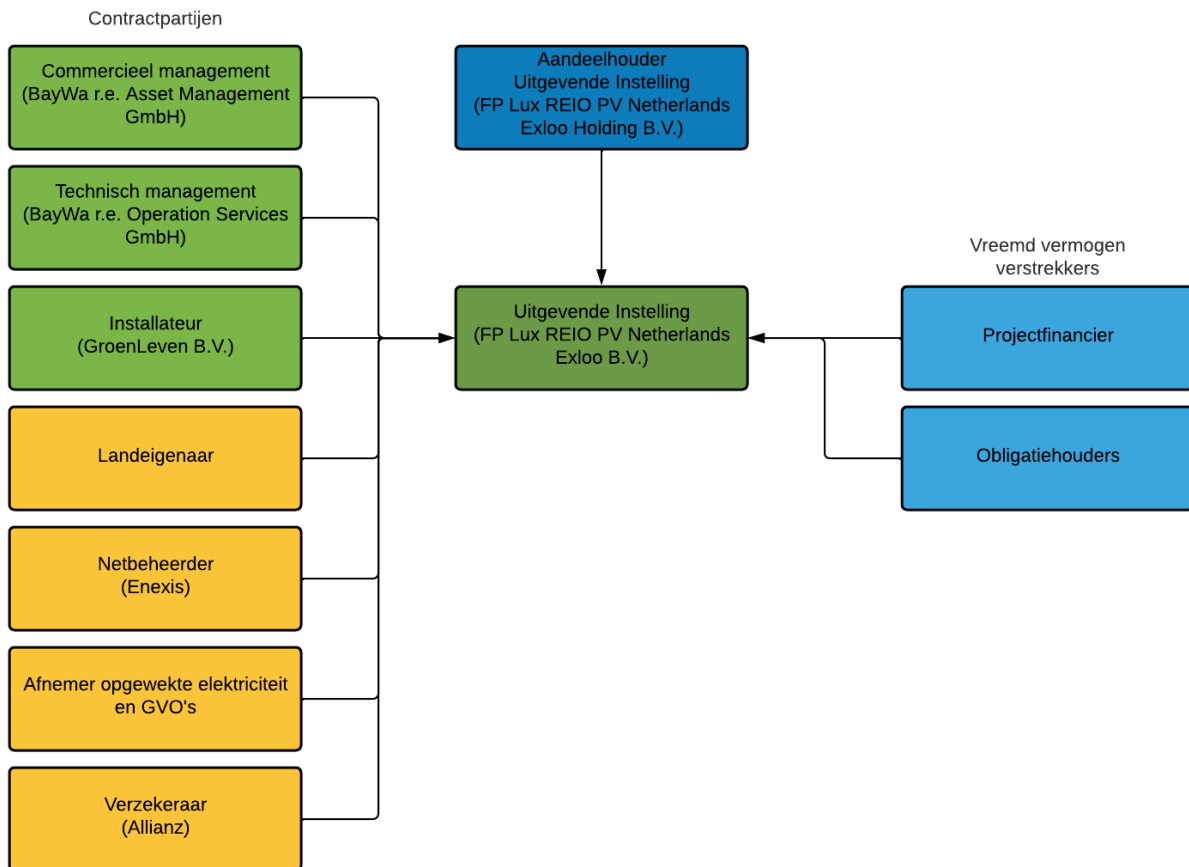 Contractpartijen
Commercieel management
(BayWa r.e. Asset Management
GmbH)
Technisch management
(BayWa r.e. Operation Services
GmbH)
Installateur
(GroenLeven B.V.)
Landeigenaar
Netbeheerder
(Enexis)
Afnemer opgewekte elektriciteit
en GVO's
Verzekeraar
(Allianz)
Aandeelhouder
Uitgevende Instelling
(FP Lux REIO PV Netherlands
Exloo Holding B.V.)
Uitgevende Instelling
(FP Lux REIO PV Netherlands
Exloo B.V.)
Vreemd vermogen
verstrekkers
Projectfinancier
Obligatiehouders